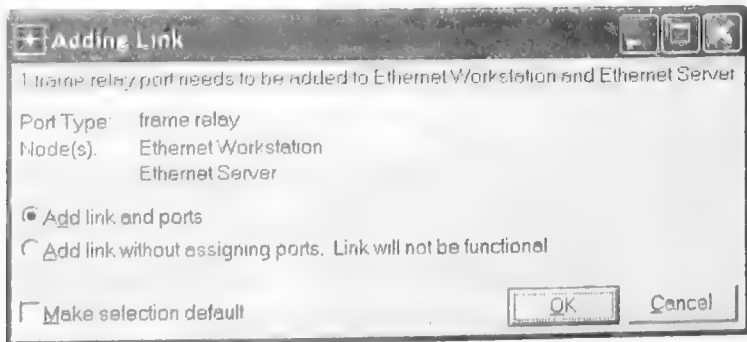 Adding Link
1 frame relay port needs to be added to Ethernet Workstation and Ethernet Server
Port Type: frame relay
Node(s). Ethernet Workstation
Ethernet Server
Add link and ports
Add link without assigning ports. Link will not be functional
Make selection default
OK
Cancel